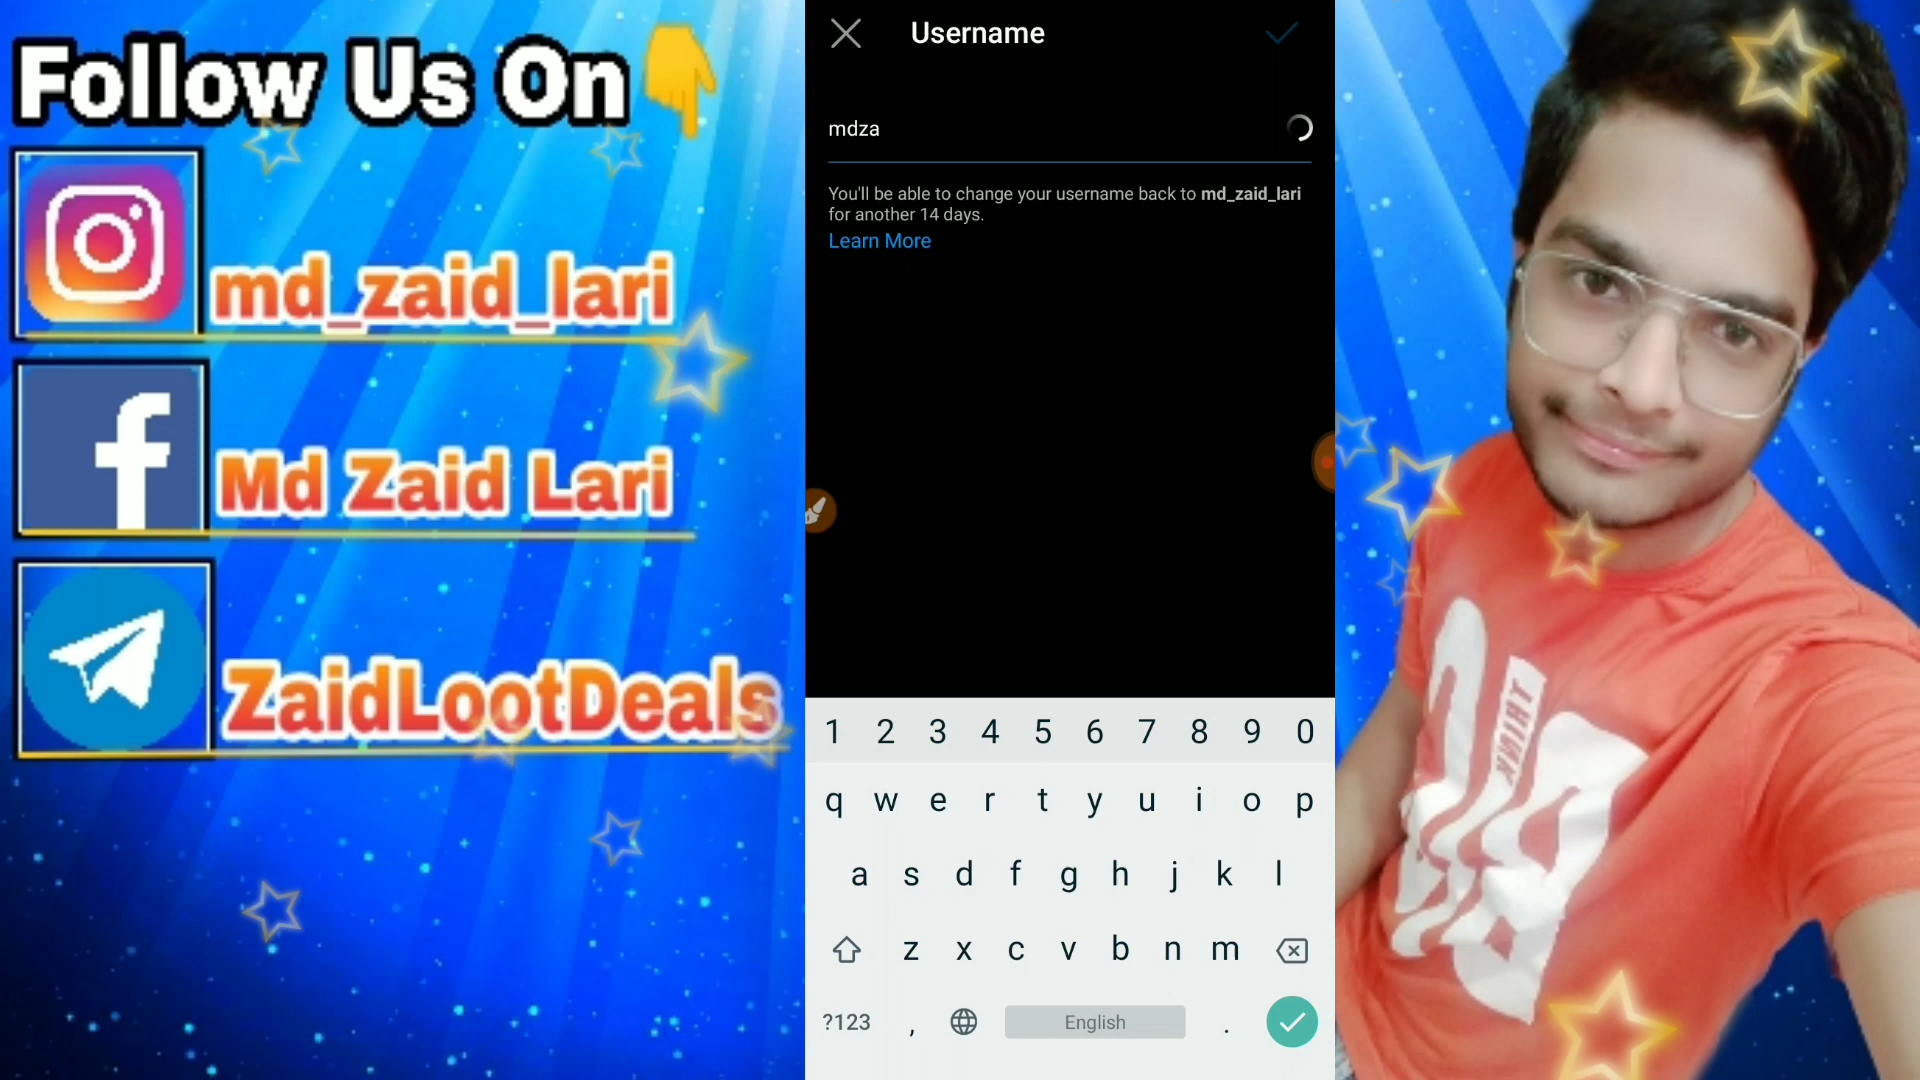 Follow Us On
md_zaid_lari
Md Zaid Lari
ZaidLootDeals
Username
mdza
You'll be able to change your username back to md_zaid_lari
for another 14 days.
Learn More
1 2 3 4 5 6 7 8 9 0
q w e r t y u i o p
a s d f g h j k l
z x c v b n m
?123 , English .
THINK